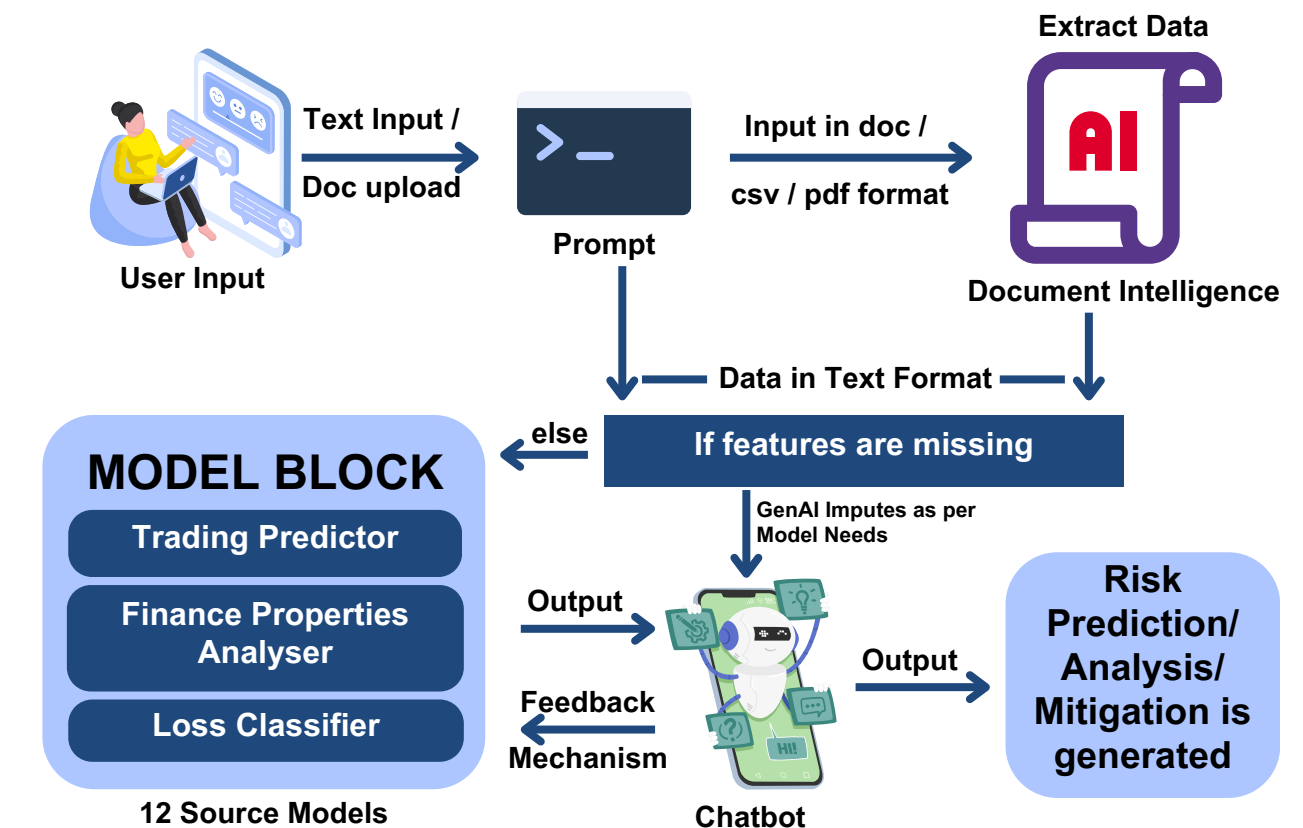 Extract Data
Text Input /
Doc upload
>_
Input in doc /
csv / pdf format
AI
User Input
Prompt
Document Intelligence
Data in Text Format
If features are missing
else
GenAI Imputes as per
Model Needs
MODEL BLOCK
Trading Predictor
Finance Properties
Analyser
Loss Classifier
12 Source Models
Output
Feedback
Mechanism
HI!
Chatbot
Output
Risk
Prediction/
Analysis/
Mitigation is
generated